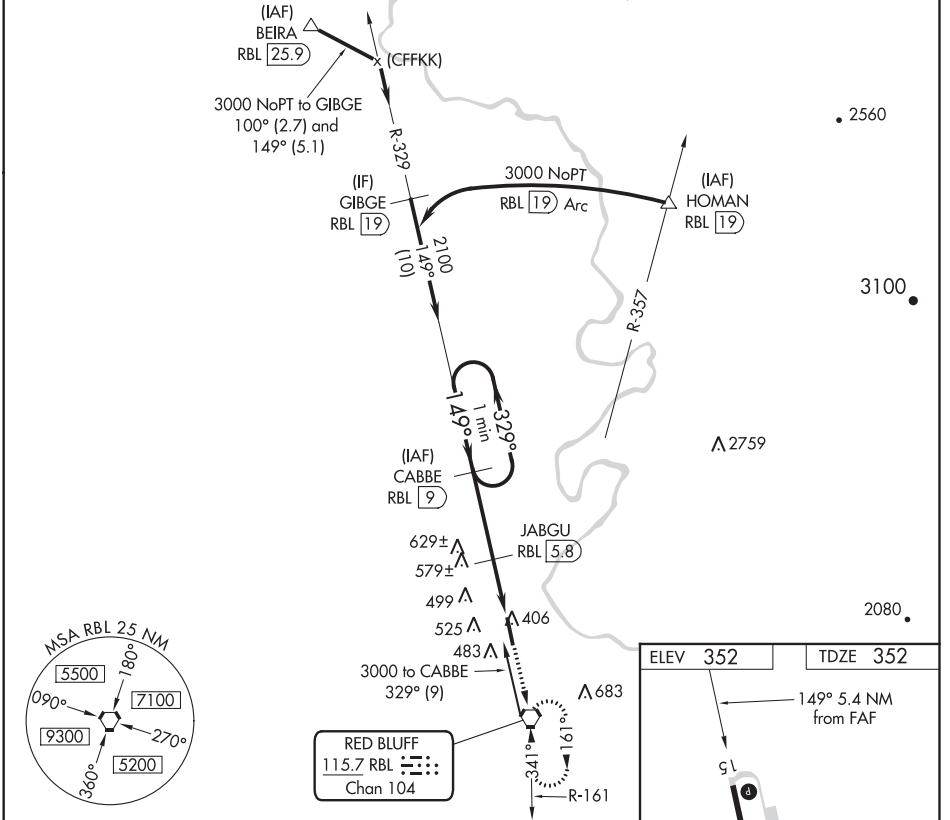 (IAF)
BEIRA
RBL 25.9
(CFFKK)
3000 NoPT to GIBGE
100° (2.7) and
149° (5.1)
R-329
2560
(IF)
GIBGE
RBL 19
3000 NoPT
RBL 19 Arc
(IAF)
HOMAN
RBL 19
2100
149°
(10)
R-357
3100
149°
1 min
329°
2759
(IAF)
CABBE
RBL 9
JABGU
RBL 5.8
629±
579±
499
525
406
483
2080
3000 to CABBE
329° (9)
683
MSA RBL 25 NM
5500
180°
090°
7100
9300
270°
360°
5200
RED BLUFF
115.7 RBL
Chan 104
341°
161°
R-161
ELEV 352
TDZE 352
149° 5.4 NM
from FAF
15
P